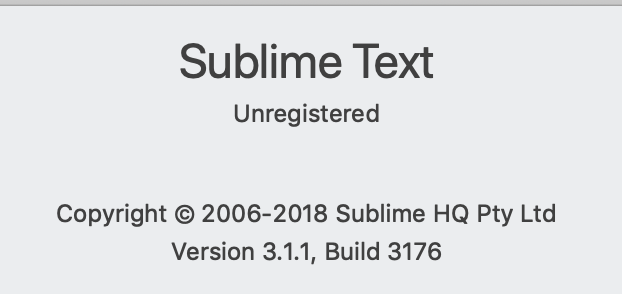 Sublime Text
Unregistered
Copyright © 2006-2018 Sublime HQ Pty Ltd
Version 3.1.1, Build 3176